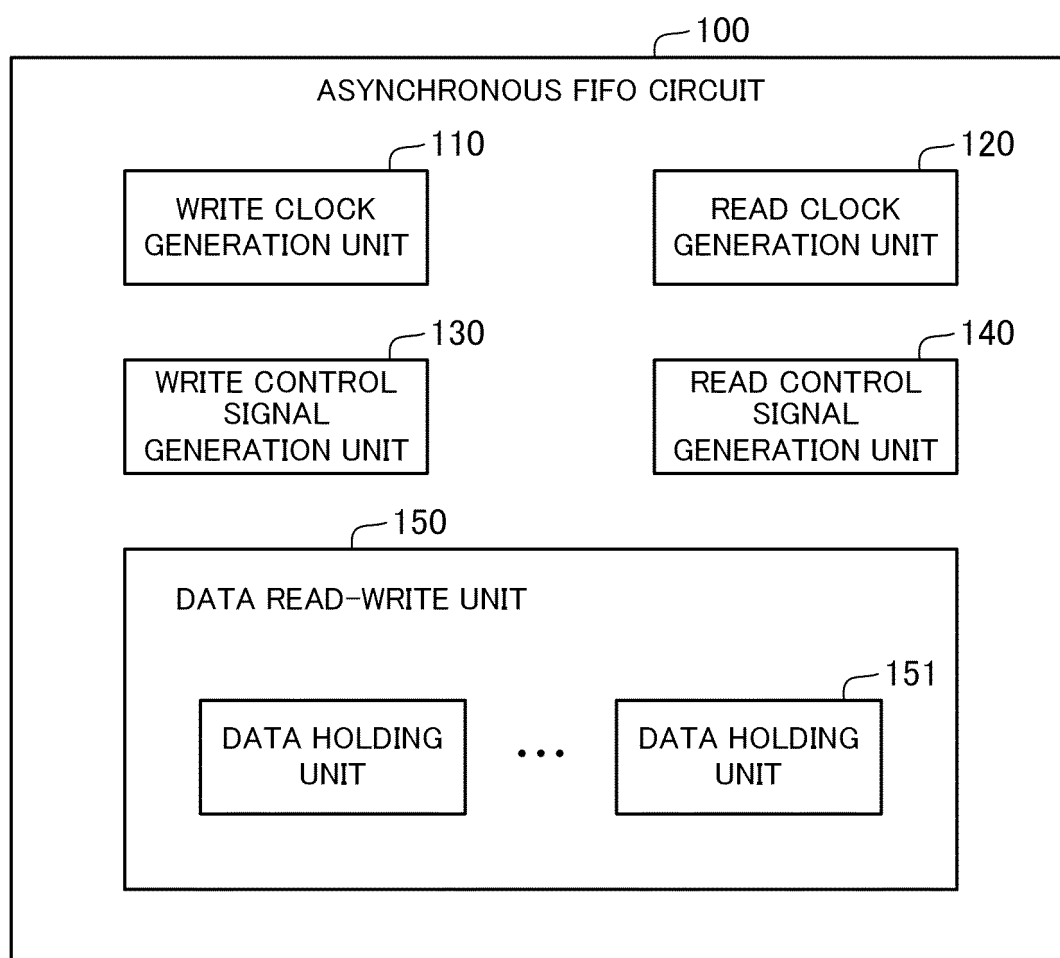 100
ASYNCHRONOUS FIFO CIRCUIT
110
WRITE CLOCK
GENERATION UNIT
120
READ CLOCK
GENERATION UNIT
130
WRITE CONTROL
SIGNAL
GENERATION UNIT
140
READ CONTROL
SIGNAL
GENERATION UNIT
150
DATA READ-WRITE UNIT
DATA HOLDING
UNIT
...
151
DATA HOLDING
UNIT